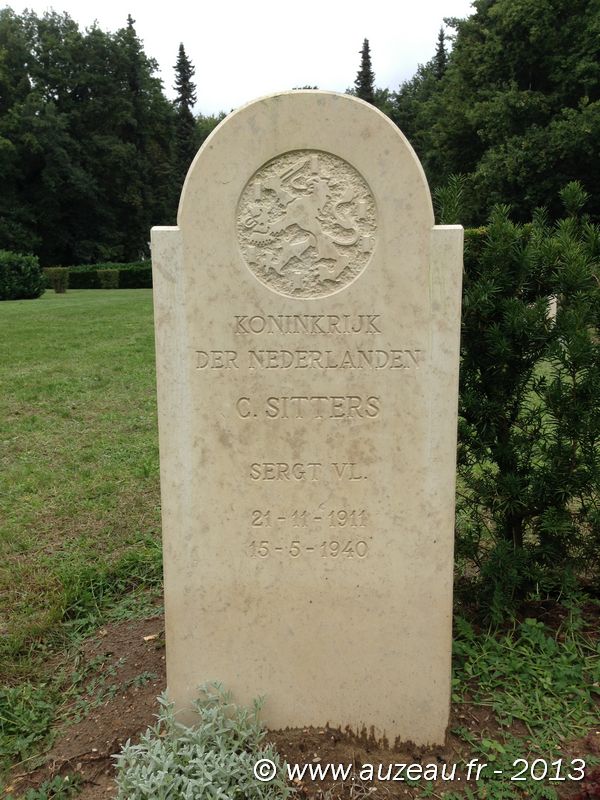 KONINKRIJK
DER NEDERLANDEN
C. SITTERS
SERGT VL.
21-11-1911
15-5-1940
©www.auzeau.fr - 2013